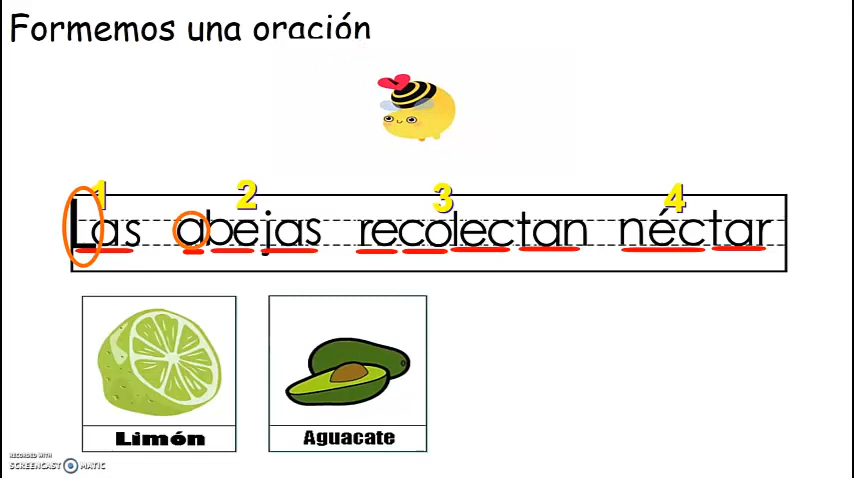 Formemos una oración
1 2 3 4
Las abejas recolectan néctar
Limón
Aguacate
RECORDED WITH
SCREENCAST MATIC